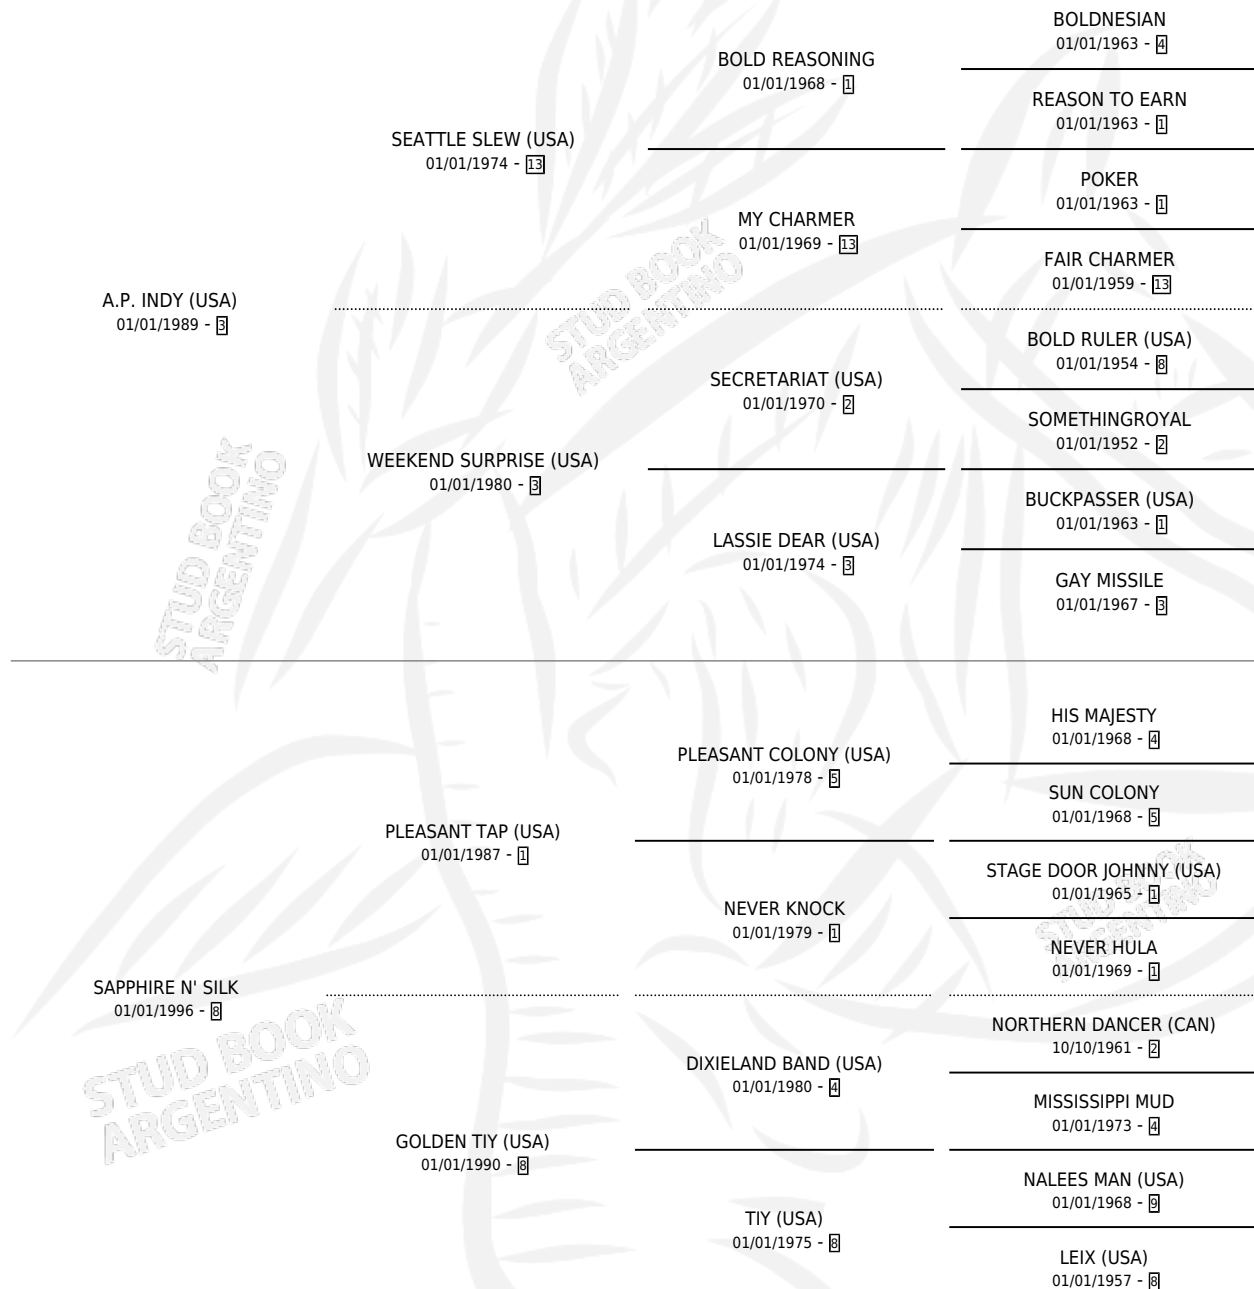 BOLDNESIAN
01/01/1963 - 4
BOLD REASONING
01/01/1968 - 1
REASON TO EARN
01/01/1963 - 1
SEATTLE SLEW (USA)
01/01/1974 - 13
POKER
01/01/1963 - 1
MY CHARMER
01/01/1969 - 13
FAIR CHARMER
01/01/1959 - 13
A.P. INDY (USA)
01/01/1989 - 3
BOLD RULER (USA)
01/01/1954 - 8
SECRETARIAT (USA)
01/01/1970 - 2
SOMETHINGROYAL
01/01/1952 - 2
WEEKEND SURPRISE (USA)
01/01/1980 - 3
BUCKPASSER (USA)
01/01/1963 - 1
LASSIE DEAR (USA)
01/01/1974 - 3
GAY MISSILE
01/01/1967 - 3
HIS MAJESTY
01/01/1968 - 4
PLEASANT COLONY (USA)
01/01/1978 - 5
SUN COLONY
01/01/1968 - 5
PLEASANT TAP (USA)
01/01/1987 - 1
STAGE DOOR JOHNNY (USA)
01/01/1965 - 1
NEVER KNOCK
01/01/1979 - 1
NEVER HULA
01/01/1969 - 1
SAPPHIRE N' SILK
01/01/1996 - 8
NORTHERN DANCER (CAN)
10/10/1961 - 2
DIXIELAND BAND (USA)
01/01/1980 - 4
MISSISSIPPI MUD
01/01/1973 - 4
GOLDEN TIY (USA)
01/01/1990 - 8
NALEES MAN (USA)
01/01/1968 - 9
TIY (USA)
01/01/1975 - 8
LEIX (USA)
01/01/1957 - 8
STUD BOOK
ARGENTINO
STUD BOOK
ARGENTINO
STUD BOOK
ARGENTINO
STUD BOOK
ARGENTINO